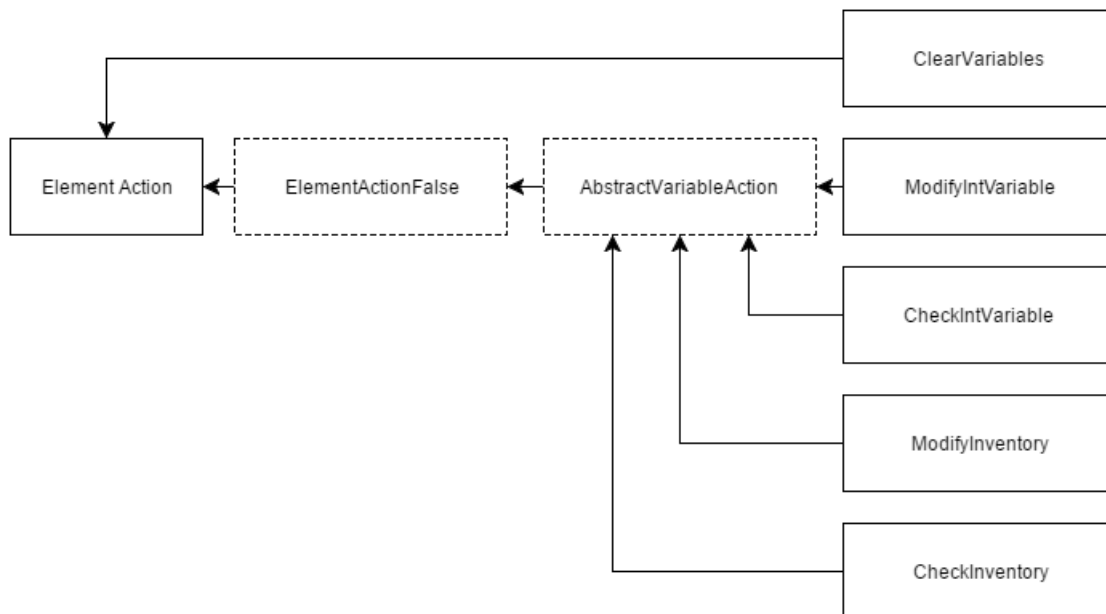 ClearVariables
Element Action
ElementActionFalse
AbstractVariableAction
ModifyIntVariable
CheckIntVariable
ModifyInventory
CheckInventory